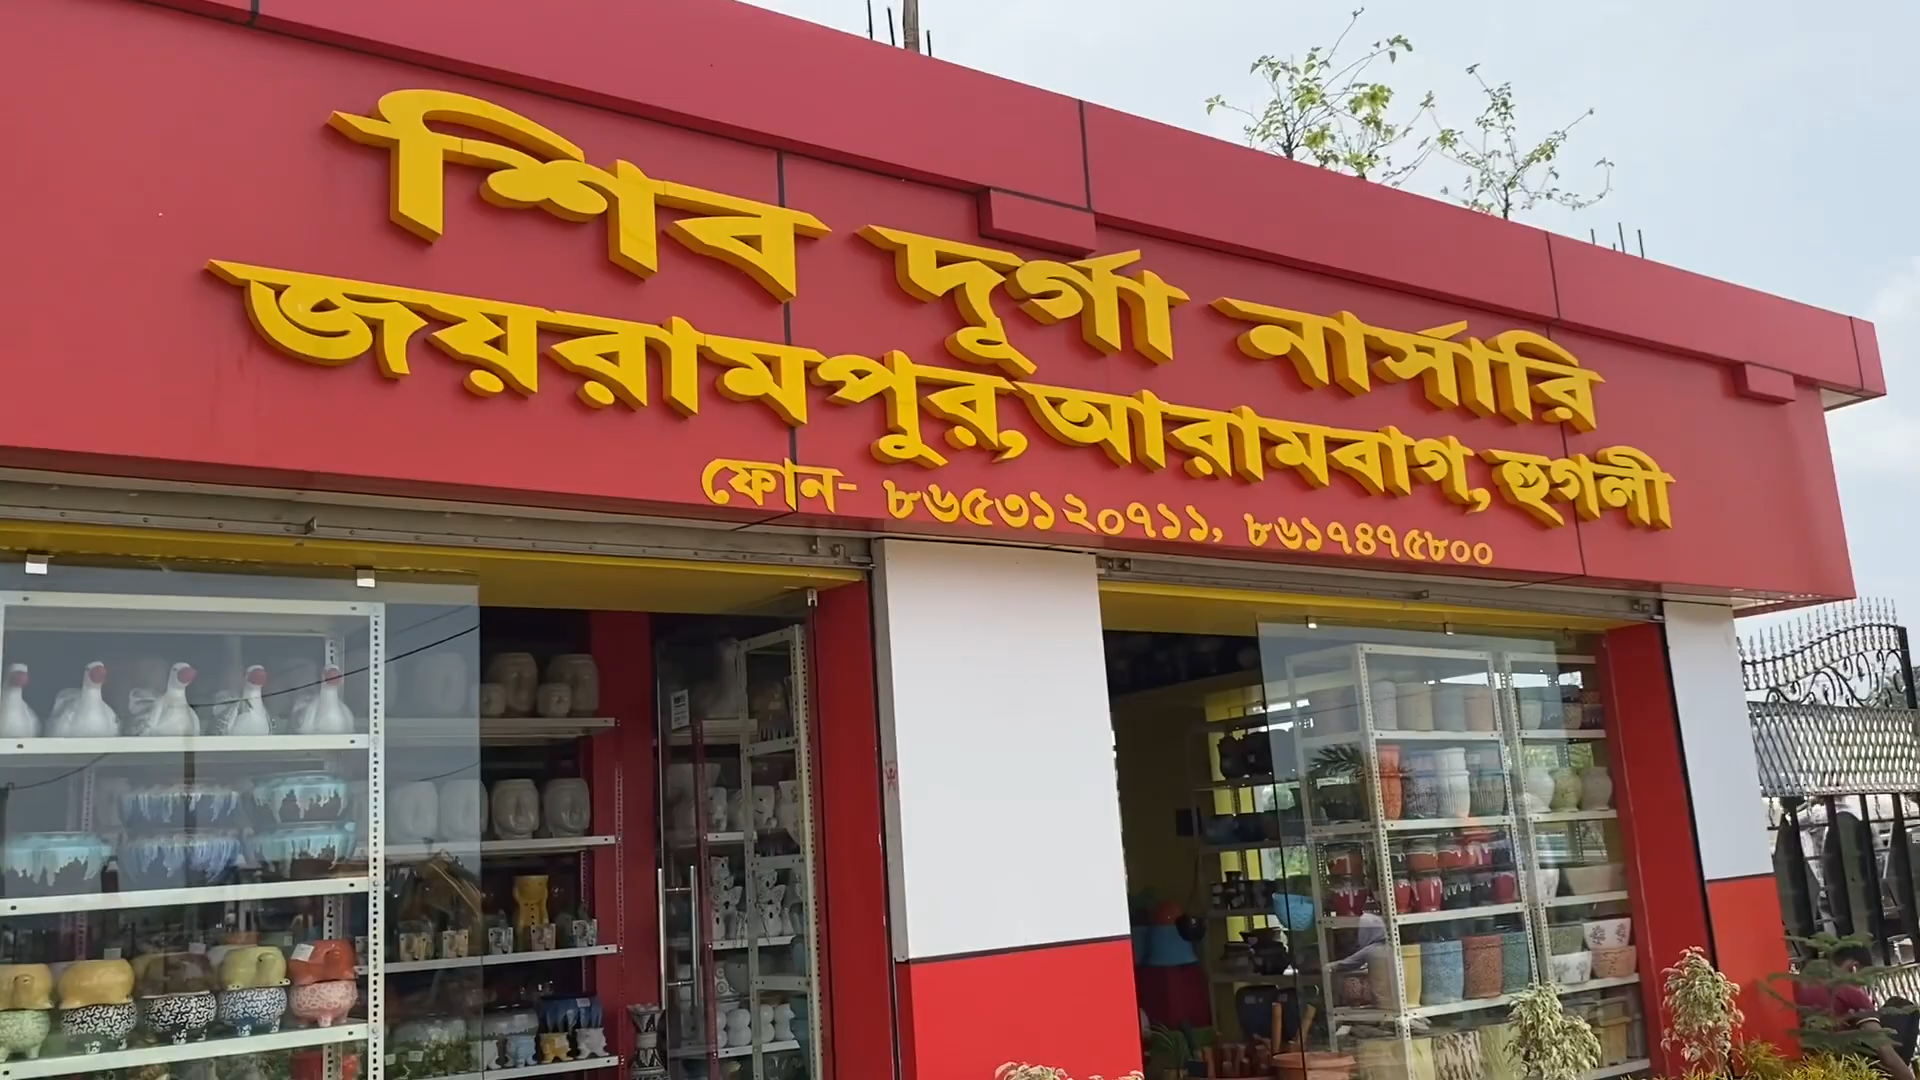 শিব দূর্গা নার্সারি
জয়রামপুর,আরামবাগ,হুগলী
ফোন- ৮৬৫৩১২০৭১১, ৮৬১৭৪৭৫৮০০